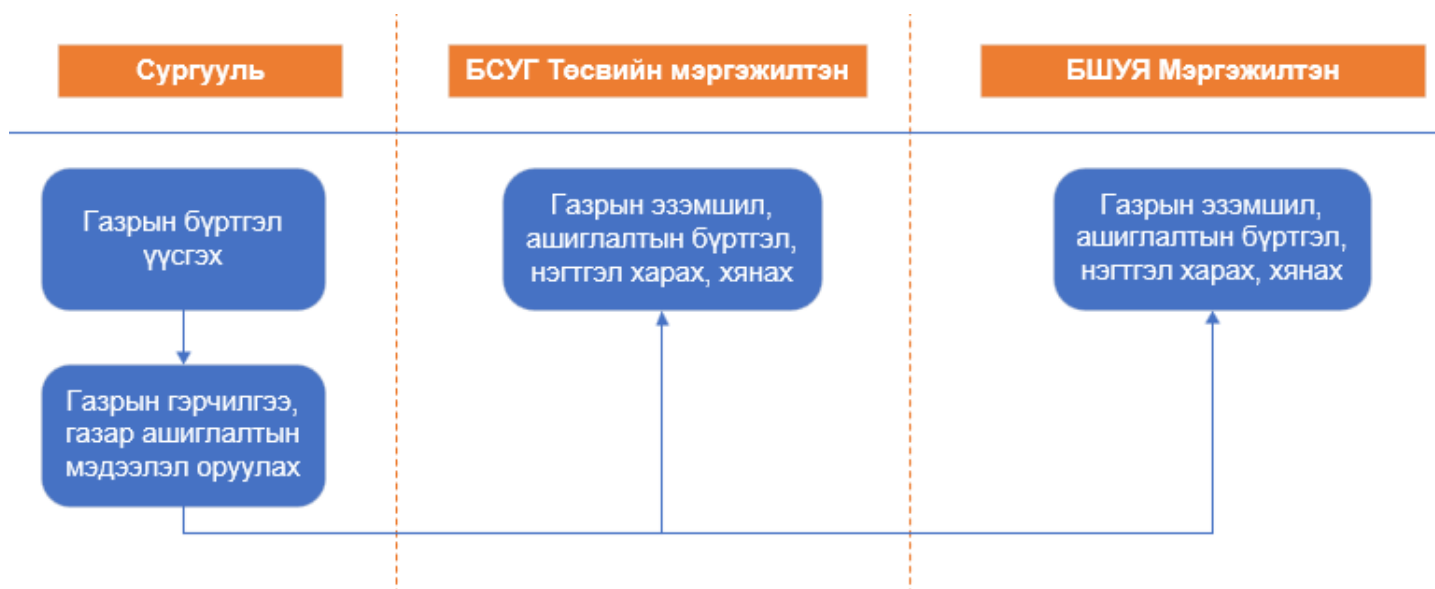 Сургууль
БСУГ Төсвийн мэргэжилтэн
БШУЯ Мэргэжилтэн
Газрын бүртгэл
үүсгэх
Газрын гэрчилгээ,
газар ашиглалтын
мэдээлэл оруулах
Газрын эзэмшил,
ашиглалтын бүртгэл,
нэгтгэл харах, хянах
Газрын эзэмшил,
ашиглалтын бүртгэл,
нэгтгэл харах, хянах